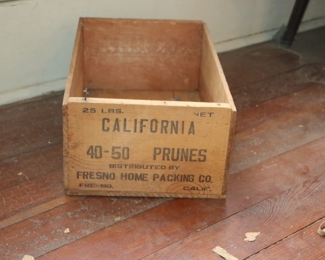 25 LBS. NET
CALIFORNIA
40-50 PRUNES
DISTRIBUTED BY
FRESNO HOME PACKING CO.
FRESNO. CALIF.